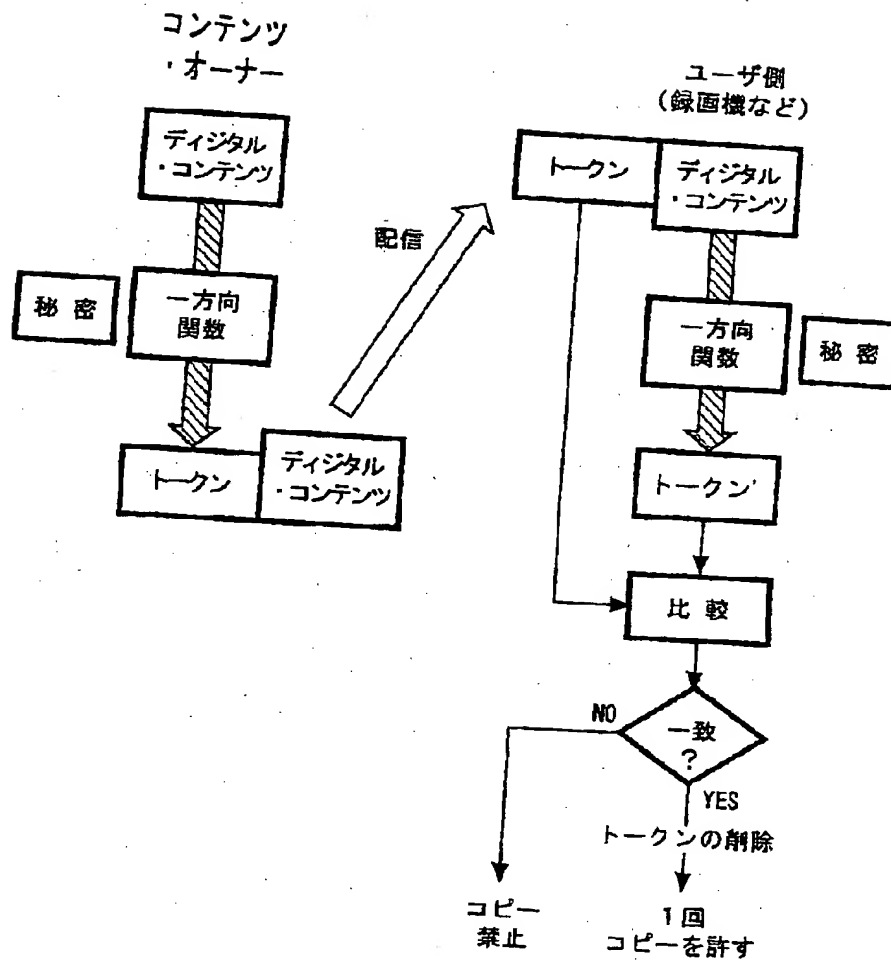 コンテンツ
・オーナー
ディジタル
・コンテンツ
秘密
一方向
関数
トークン
ディジタル
・コンテンツ
配信
ユーザ側
(録画機など)
トークン
ディジタル
・コンテンツ
一方向
関数
秘密
トークン'
比較
一致
?
NO
YES
トークンの削除
コピー
禁止
1回
コピーを許す